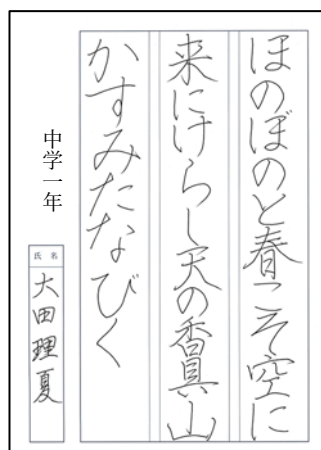 ほのぼのと春こそ空に
来にけらし天の香具山
かすみたなびく
中学一年
氏名
大田理夏